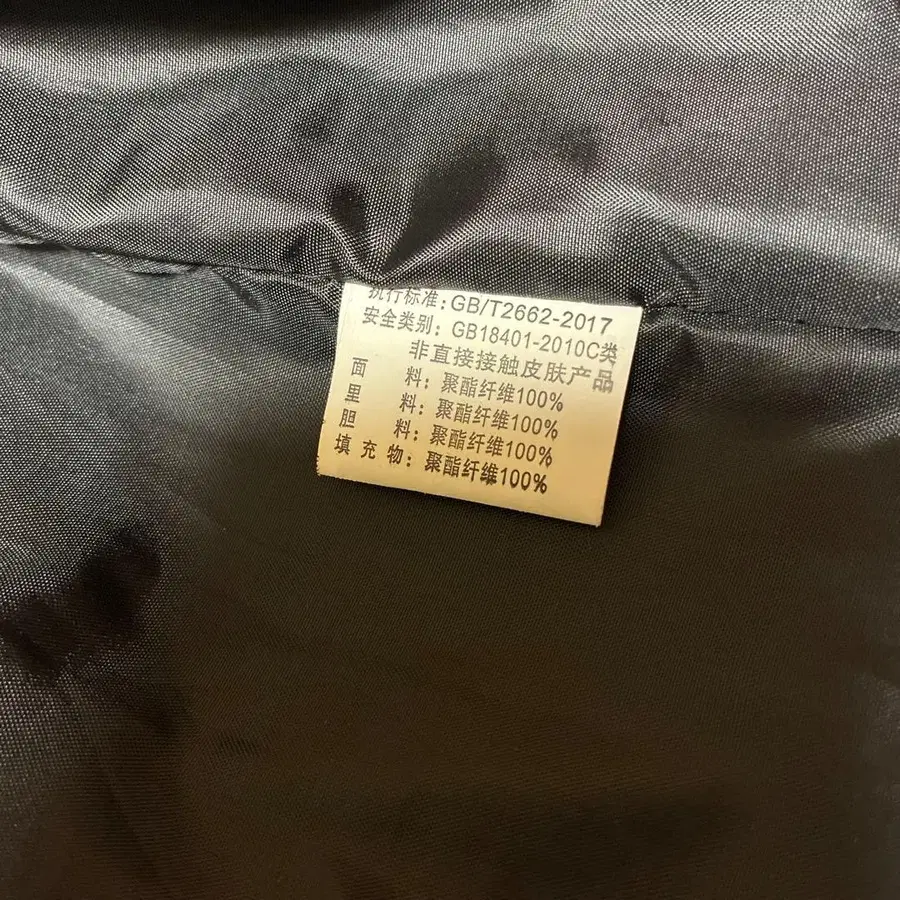 执行标准:GB/T2662-2017
安全类别:GB18401-2010C类
非直接接触皮肤产品
面 料:聚酯纤维100%
里 料:聚酯纤维100%
胆 料:聚酯纤维100%
填充物:聚酯纤维100%